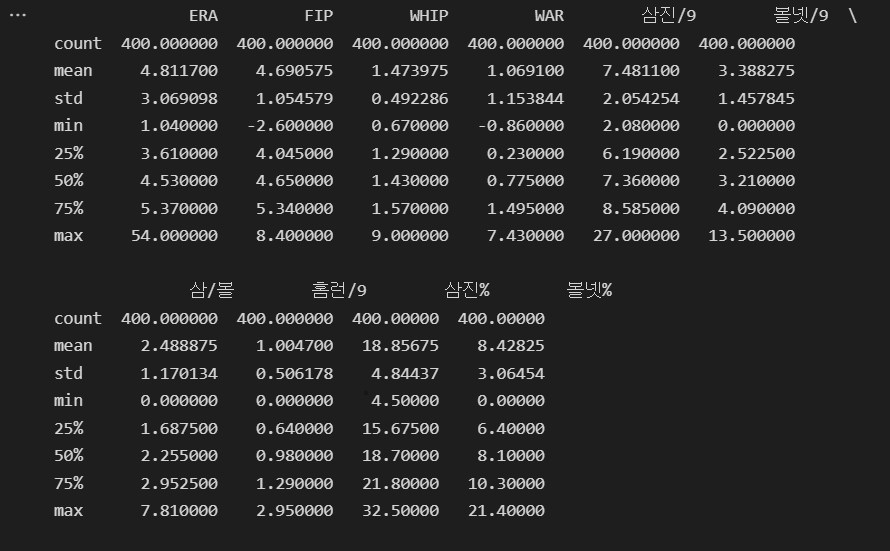 ...             ERA         FIP        WHIP         WAR        삼진/9        볼넷/9  \
count  400.000000  400.000000  400.000000  400.000000  400.000000  400.000000
mean     4.811700    4.690575    1.473975    1.069100    7.481100    3.388275
std      3.069098    1.054579    0.492286    1.153844    2.054254    1.457845
min      1.040000   -2.600000    0.670000   -0.860000    2.080000    0.000000
25%      3.610000    4.045000    1.290000    0.230000    6.190000    2.522500
50%      4.530000    4.650000    1.430000    0.775000    7.360000    3.210000
75%      5.370000    5.340000    1.570000    1.495000    8.585000    4.090000
max     54.000000    8.400000    9.000000    7.430000   27.000000   13.500000
              삼/볼        홈런/9        삼진%        볼넷%
count  400.000000  400.000000  400.00000  400.00000
mean     2.488875    1.004700   18.85675    8.42825
std      1.170134    0.506178    4.84437    3.06454
min      0.000000    0.000000    4.50000    0.00000
25%      1.687500    0.640000   15.67500    6.40000
50%      2.255000    0.980000   18.70000    8.10000
75%      2.952500    1.290000   21.80000   10.30000
max      7.810000    2.950000   32.50000   21.40000